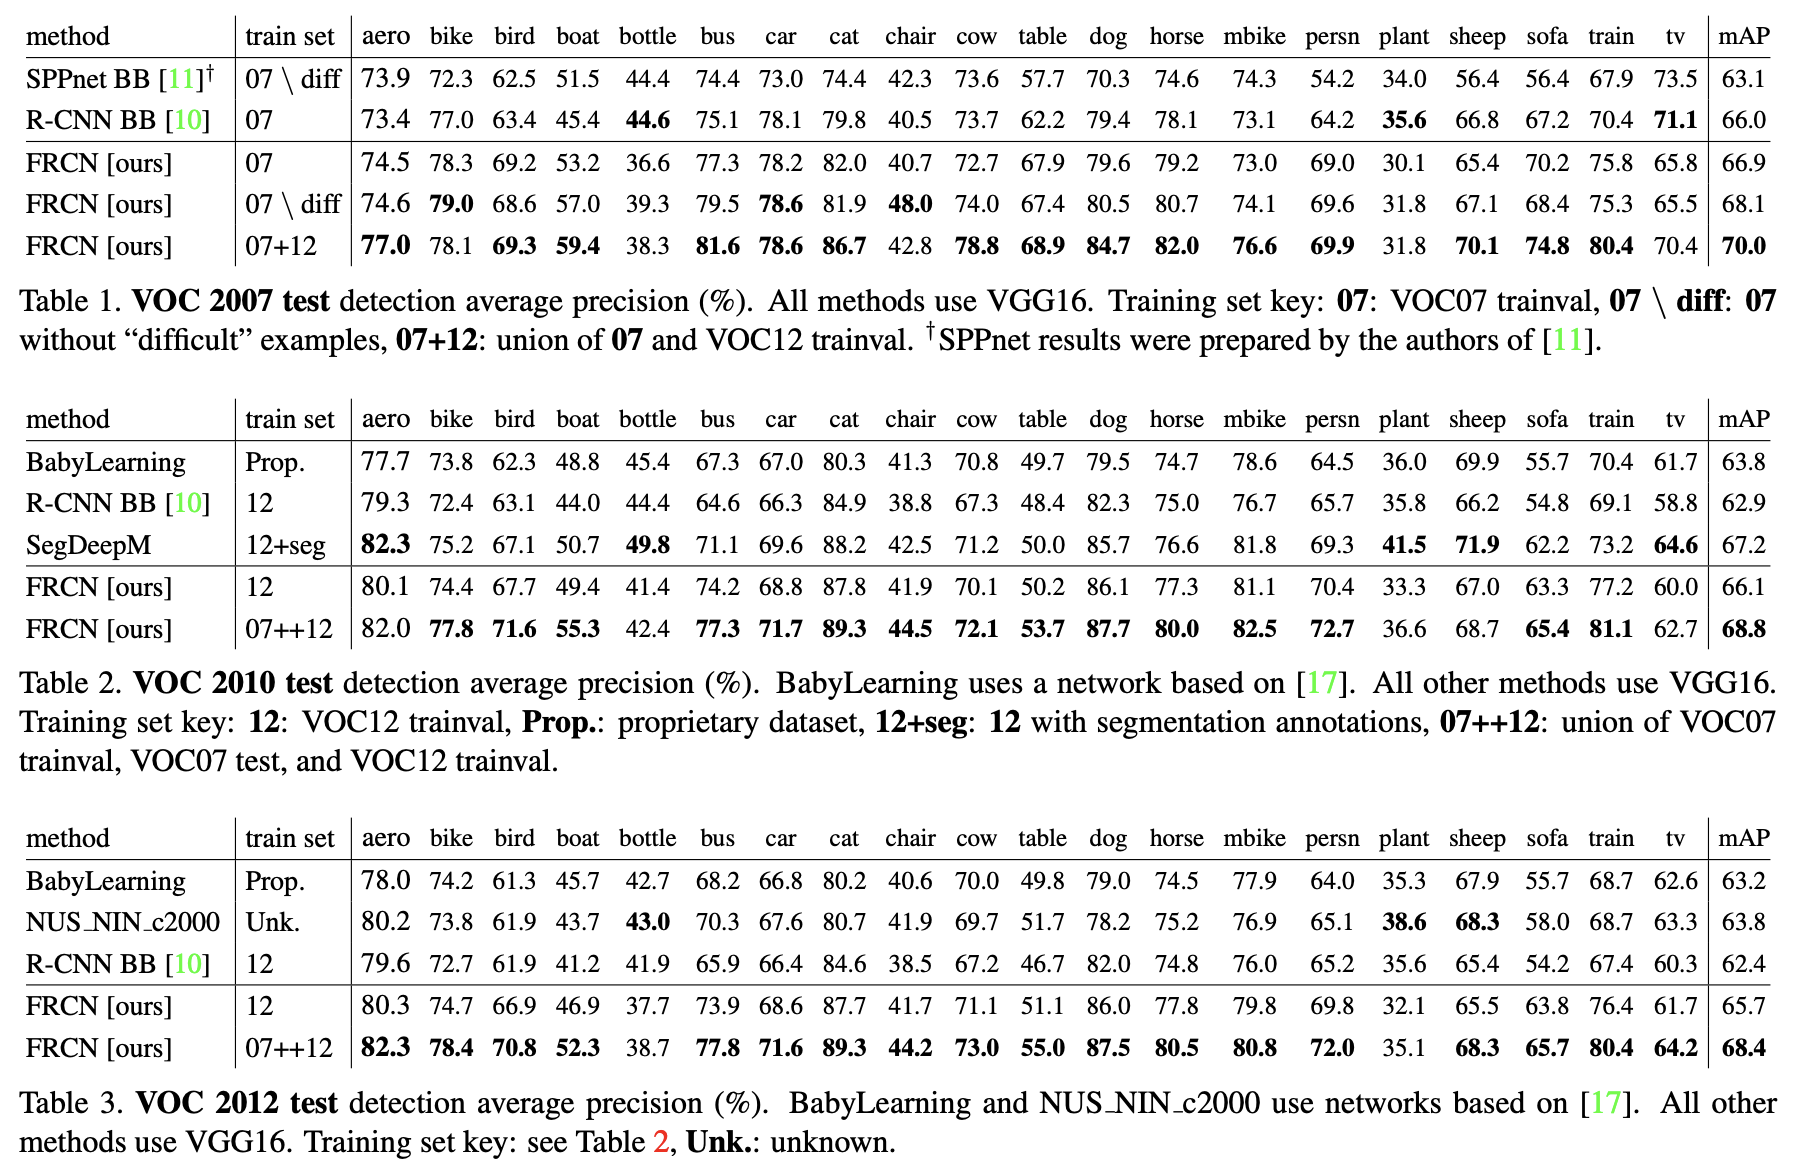 method train set aero bike bird boat bottle bus car cat chair cow table dog horse mbike persn plant sheep sofa train tv mAP
SPPnet BB [11]† 07 \ diff 73.9 72.3 62.5 51.5 44.4 74.4 73.0 74.4 42.3 73.6 57.7 70.3 74.6 74.3 54.2 34.0 56.4 56.4 67.9 73.5 63.1
R-CNN BB [10] 07 73.4 77.0 63.4 45.4 44.6 75.1 78.1 79.8 40.5 73.7 62.2 79.4 78.1 73.1 64.2 35.6 66.8 67.2 70.4 71.1 66.0
FRCN [ours] 07 74.5 78.3 69.2 53.2 36.6 77.3 78.2 82.0 40.7 72.7 67.9 79.6 79.2 73.0 69.0 30.1 65.4 70.2 75.8 65.8 66.9
FRCN [ours] 07 \ diff 74.6 79.0 68.6 57.0 39.3 79.5 78.6 81.9 48.0 74.0 67.4 80.5 80.7 74.1 69.6 31.8 67.1 68.4 75.3 65.5 68.1
FRCN [ours] 07+12 77.0 78.1 69.3 59.4 38.3 81.6 78.6 86.7 42.8 78.8 68.9 84.7 82.0 76.6 69.9 31.8 70.1 74.8 80.4 70.4 70.0
Table 1. VOC 2007 test detection average precision (%). All methods use VGG16. Training set key: 07: VOC07 trainval, 07 \ diff: 07
without “difficult” examples, 07+12: union of 07 and VOC12 trainval. †SPPnet results were prepared by the authors of [11].
method train set aero bike bird boat bottle bus car cat chair cow table dog horse mbike persn plant sheep sofa train tv mAP
BabyLearning Prop. 77.7 73.8 62.3 48.8 45.4 67.3 67.0 80.3 41.3 70.8 49.7 79.5 74.7 78.6 64.5 36.0 69.9 55.7 70.4 61.7 63.8
R-CNN BB [10] 12 79.3 72.4 63.1 44.0 44.4 64.6 66.3 84.9 38.8 67.3 48.4 82.3 75.0 76.7 65.7 35.8 66.2 54.8 69.1 58.8 62.9
SegDeepM 12+seg 82.3 75.2 67.1 50.7 49.8 71.1 69.6 88.2 42.5 71.2 50.0 85.7 76.6 81.8 69.3 41.5 71.9 62.2 73.2 64.6 67.2
FRCN [ours] 12 80.1 74.4 67.7 49.4 41.4 74.2 68.8 87.8 41.9 70.1 50.2 86.1 77.3 81.1 70.4 33.3 67.0 63.3 77.2 60.0 66.1
FRCN [ours] 07++12 82.0 77.8 71.6 55.3 42.4 77.3 71.7 89.3 44.5 72.1 53.7 87.7 80.0 82.5 72.7 36.6 68.7 65.4 81.1 62.7 68.8
Table 2. VOC 2010 test detection average precision (%). BabyLearning uses a network based on [17]. All other methods use VGG16.
Training set key: 12: VOC12 trainval, Prop.: proprietary dataset, 12+seg: 12 with segmentation annotations, 07++12: union of VOC07
trainval, VOC07 test, and VOC12 trainval.
method train set aero bike bird boat bottle bus car cat chair cow table dog horse mbike persn plant sheep sofa train tv mAP
BabyLearning Prop. 78.0 74.2 61.3 45.7 42.7 68.2 66.8 80.2 40.6 70.0 49.8 79.0 74.5 77.9 64.0 35.3 67.9 55.7 68.7 62.6 63.2
NUS_NIN_c2000 Unk. 80.2 73.8 61.9 43.7 43.0 70.3 67.6 80.7 41.9 69.7 51.7 78.2 75.2 76.9 65.1 38.6 68.3 58.0 68.7 63.3 63.8
R-CNN BB [10] 12 79.6 72.7 61.9 41.2 41.9 65.9 66.4 84.6 38.5 67.2 46.7 82.0 74.8 76.0 65.2 35.6 65.4 54.2 67.4 60.3 62.4
FRCN [ours] 12 80.3 74.7 66.9 46.9 37.7 73.9 68.6 87.7 41.7 71.1 51.1 86.0 77.8 79.8 69.8 32.1 65.5 63.8 76.4 61.7 65.7
FRCN [ours] 07++12 82.3 78.4 70.8 52.3 38.7 77.8 71.6 89.3 44.2 73.0 55.0 87.5 80.5 80.8 72.0 35.1 68.3 65.7 80.4 64.2 68.4
Table 3. VOC 2012 test detection average precision (%). BabyLearning and NUS_NIN_c2000 use networks based on [17]. All other
methods use VGG16. Training set key: see Table 2, Unk.: unknown.